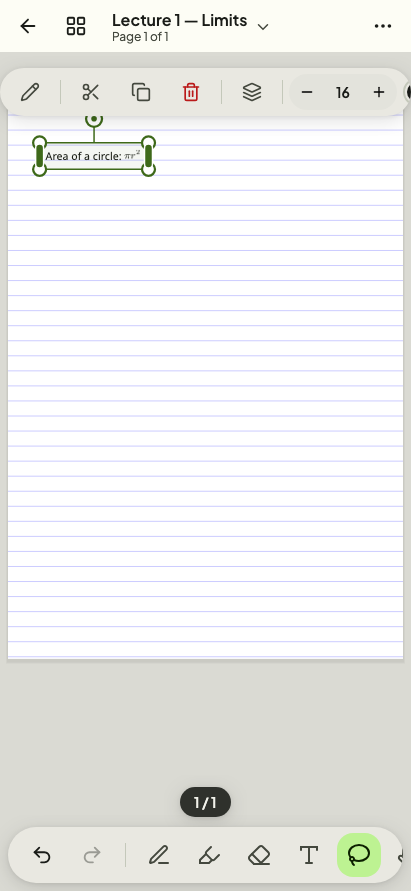 Lecture 1 — Limits
Page 1 of 1
16
Area of a circle: πr²
1/1
T